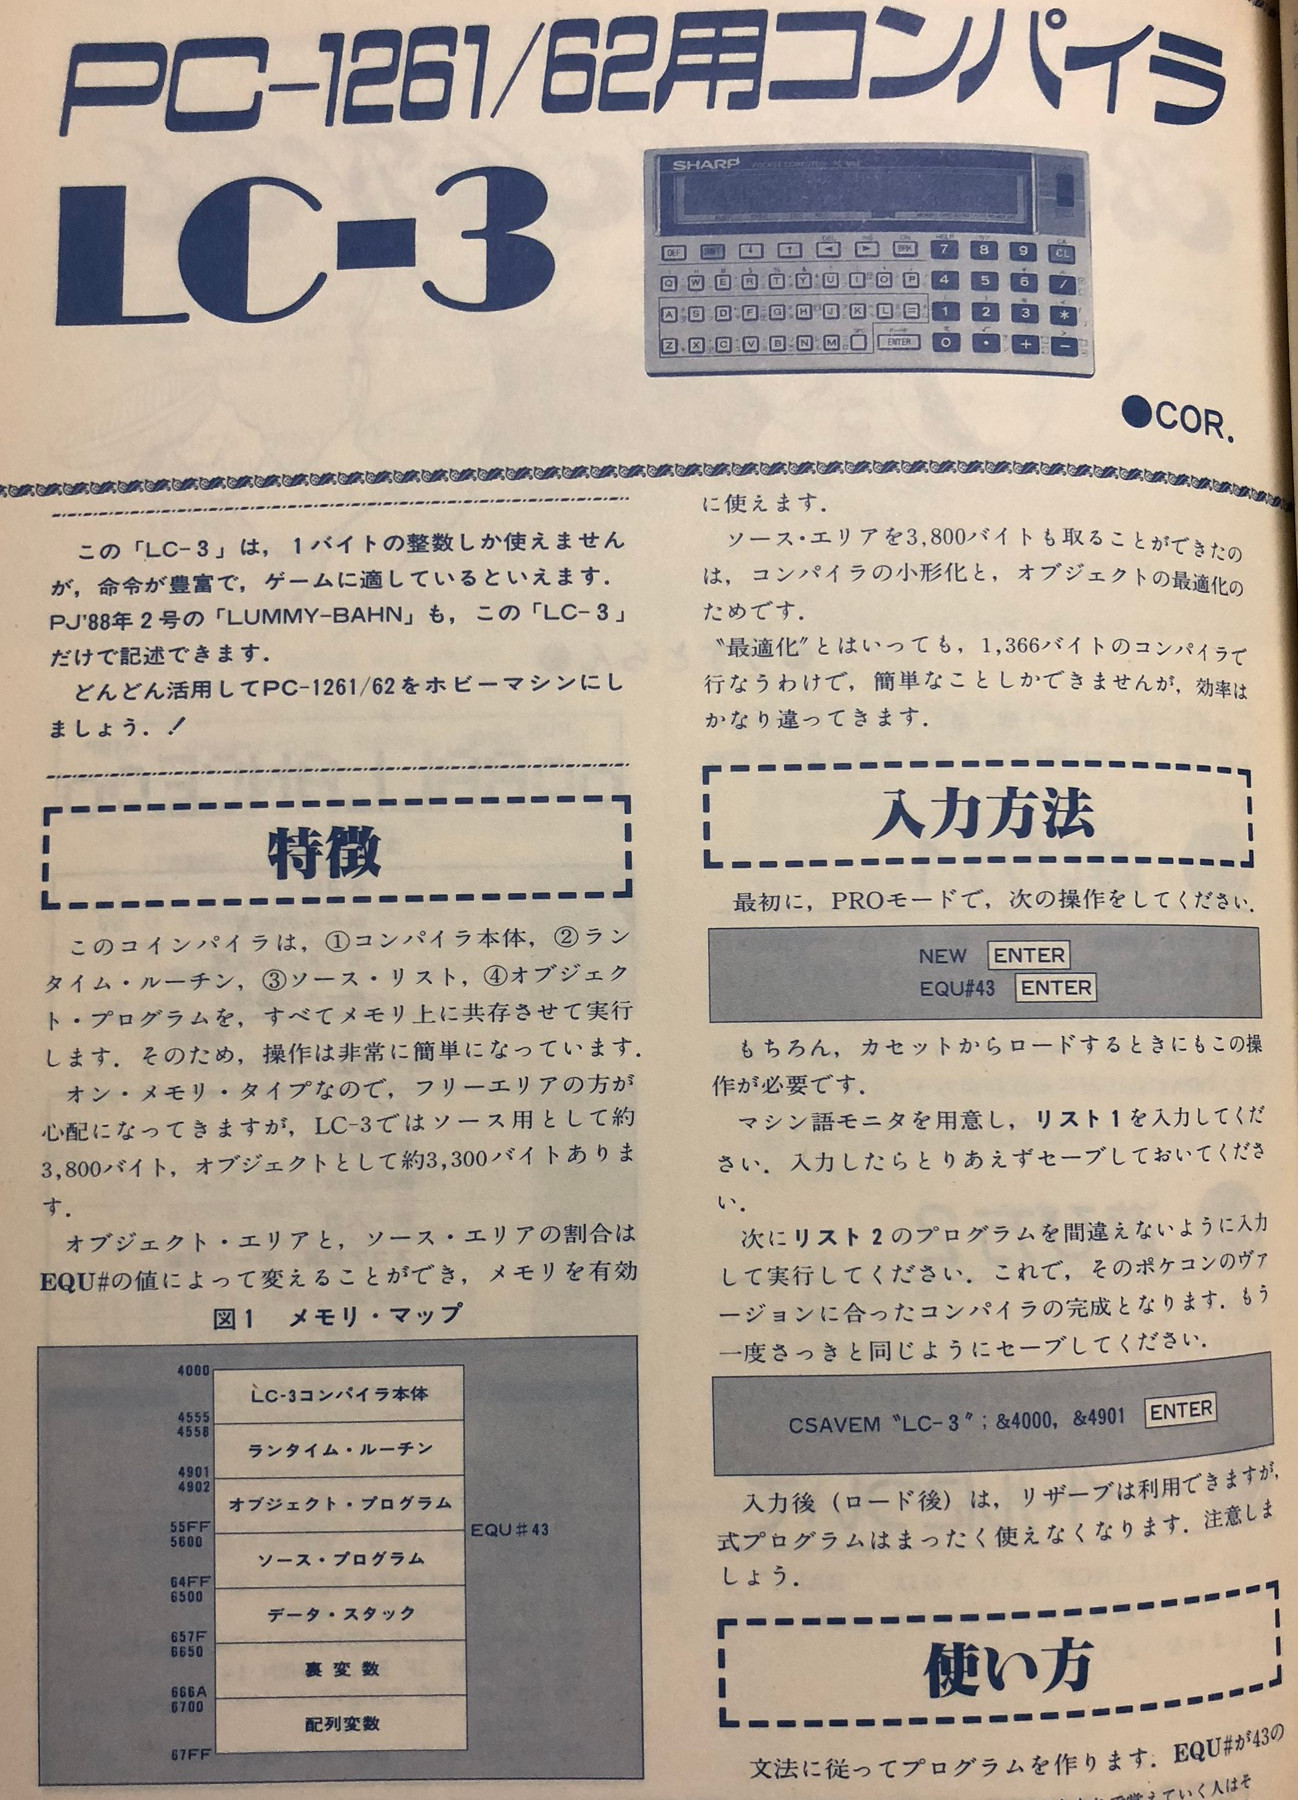 PC-1261/62用コンパイラ
LC-3
SHARP
●COR.
この「LC-3」は，1バイトの整数しか使えません
が，命令が豊富で，ゲームに適しているといえます．
PJ'88年2号の「LUMMY-BAHN」も，この「LC-3」
だけで記述できます．
どんどん活用してPC-1261/62をホビーマシンにし
ましょう．！
特徴
このコインパイラは，①コンパイラ本体，②ラン
タイム・ルーチン，③ソース・リスト，④オブジェク
ト・プログラムを，すべてメモリ上に共存させて実行
します．そのため，操作は非常に簡単になっています．
オン・メモリ・タイプなので，フリーエリアの方が
心配になってきますが，LC-3ではソース用として約
3,800バイト，オブジェクトとして約3,300バイトありま
す．
オブジェクト・エリアと，ソース・エリアの割合は
EQU#の値によって変えることができ，メモリを有効
図1 メモリ・マップ
4000
LC-3コンパイラ本体
4555
4558
ランタイム・ルーチン
4901
4902
オブジェクト・プログラム
55FF
5600
EQU#43
ソース・プログラム
64FF
6500
データ・スタック
657F
6650
裏変数
666A
6700
配列変数
67FF
に使えます．
ソース・エリアを3,800バイトも取ることができたの
は，コンパイラの小形化と，オブジェクトの最適化の
ためです．
“最適化”とはいっても，1,366バイトのコンパイラで
行なうわけで，簡単なことしかできませんが，効率は
かなり違ってきます．
入力方法
最初に，PROモードで，次の操作をしてください．
NEW ENTER
EQU#43 ENTER
もちろん，カセットからロードするときにもこの操
作が必要です．
マシン語モニタを用意し，リスト1を入力してくだ
さい．入力したらとりあえずセーブしておいてくださ
い．
次にリスト2のプログラムを間違えないように入力
して実行してください．これで，そのポケコンのヴァ
ージョンに合ったコンパイラの完成となります．もう
一度さっきと同じようにセーブしてください．
CSAVEM “LC-3”；&4000, &4901 ENTER
入力後（ロード後）は，リザーブは利用できますが，
式プログラムはまったく使えなくなります．注意しま
しょう．
使い方
文法に従ってプログラムを作ります．EQU#が43の